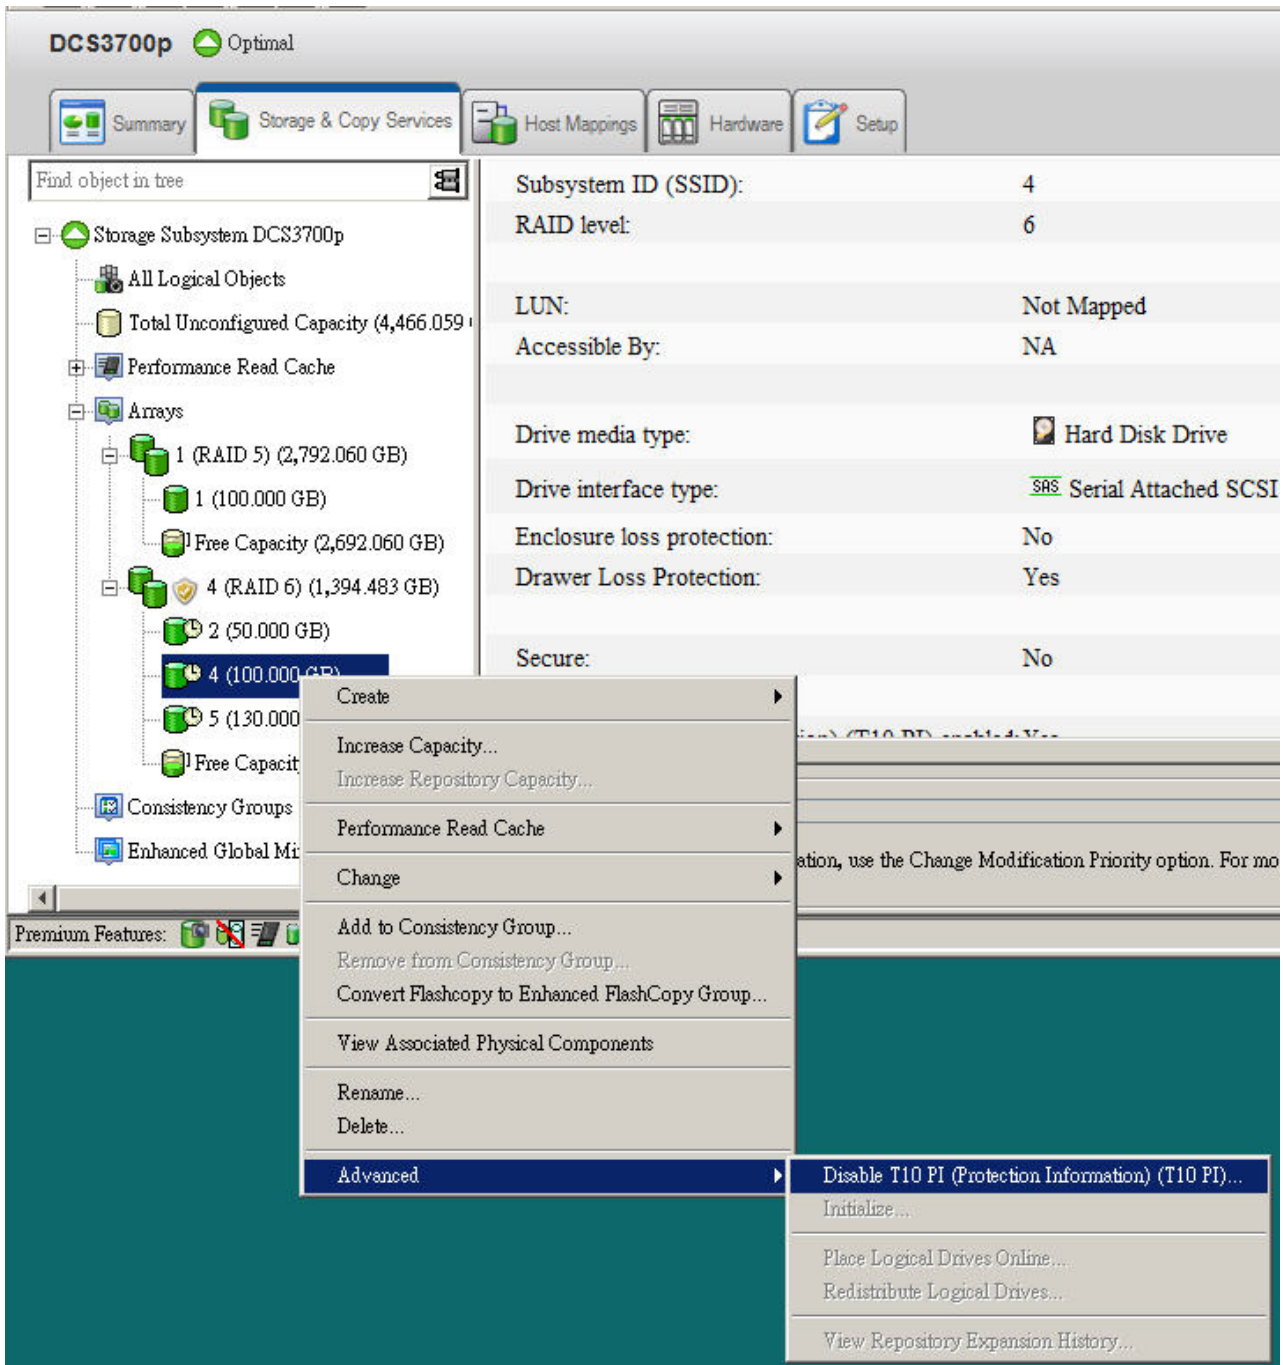 DCS3700p Optimal
Summary Storage & Copy Services Host Mappings Hardware Setup
Find object in tree
Storage Subsystem DCS3700p
All Logical Objects
Total Unconfigured Capacity (4,466.059
Performance Read Cache
Arrays
1 (RAID 5) (2,792.060 GB)
1 (100.000 GB)
Free Capacity (2,692.060 GB)
4 (RAID 6) (1,394.483 GB)
2 (50.000 GB)
4 (100.000 GB)
5 (130.000
Free Capacit
Consistency Groups
Enhanced Global Mi
Premium Features:
Subsystem ID (SSID): 4
RAID level: 6
LUN: Not Mapped
Accessible By: NA
Drive media type: Hard Disk Drive
Drive interface type: SAS Serial Attached SCSI
Enclosure loss protection: No
Drawer Loss Protection: Yes
Secure: No
(T10 PI) enabled: Yes
ation, use the Change Modification Priority option. For mo
Create
Increase Capacity...
Increase Repository Capacity...
Performance Read Cache
Change
Add to Consistency Group...
Remove from Consistency Group...
Convert Flashcopy to Enhanced FlashCopy Group...
View Associated Physical Components
Rename...
Delete...
Advanced
Disable T10 PI (Protection Information) (T10 PI)...
Initialize...
Place Logical Drives Online...
Redistribute Logical Drives...
View Repository Expansion History...